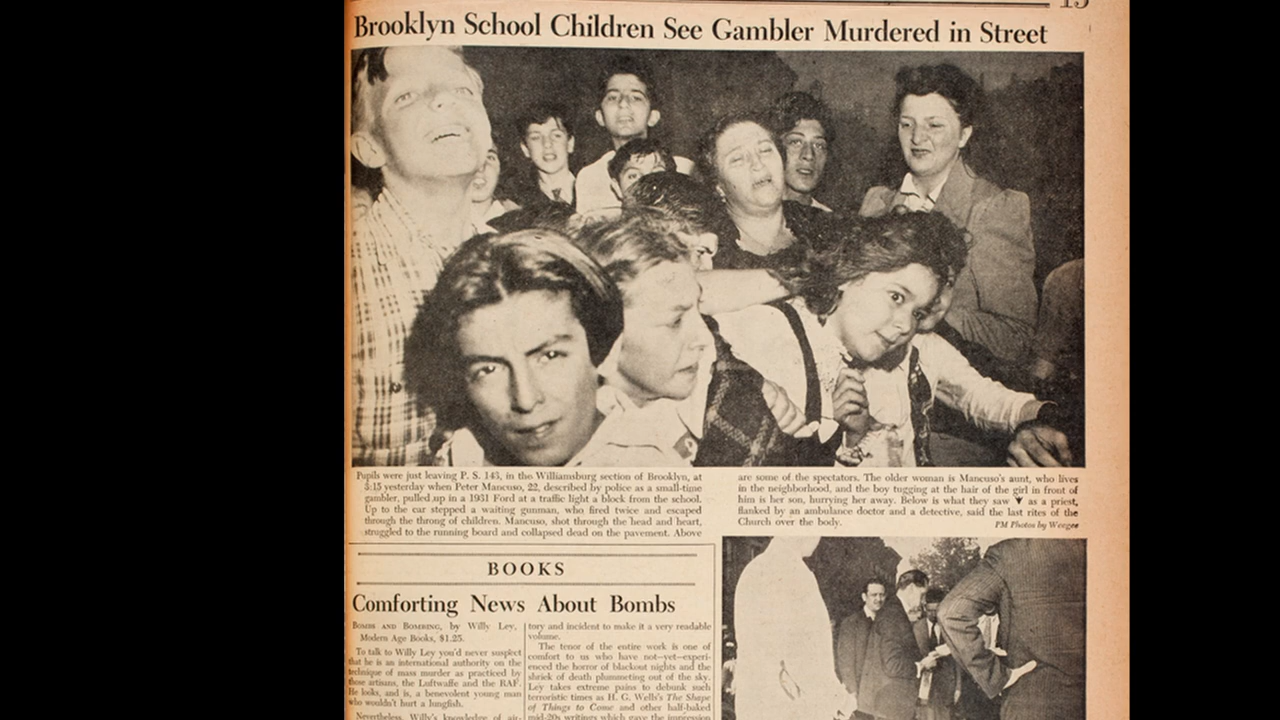 15
Brooklyn School Children See Gambler Murdered in Street
Pupils were just leaving P. S. 143, in the Williamsburg section of Brooklyn, at
3:15 yesterday when Peter Mancuso, 22, described by police as a small-time
gambler, pulled up in a 1931 Ford at a traffic light a block from the school.
Up to the car stepped a waiting gunman, who fired twice and escaped
through the throng of children. Mancuso, shot through the head and heart,
struggled to the running board and collapsed dead on the pavement. Above
are some of the spectators. The older woman is Mancuso's aunt, who lives
in the neighborhood, and the boy tugging at the hair of the girl in front of
him is her son, hurrying her away. Below is what they saw ▼ as a priest,
flanked by an ambulance doctor and a detective, said the last rites of the
Church over the body.
PM Photos by Weegee
BOOKS
Comforting News About Bombs
BOMBS AND BOMBING, by Willy Ley,
Modern Age Books, $1.25.
To talk to Willy Ley you'd never suspect
that he is an international authority on the
technique of mass murder as practiced by
those artisans, the Luftwaffe and the RAF.
He looks, and is, a benevolent young man
who wouldn't hurt a lungfish.
Nevertheless, Willy's knowledge of air-
tory and incident to make it a very readable
volume.
The tenor of the entire work is one of
comfort to us who have not—yet—experi-
enced the horror of blackout nights and the
shriek of death plummeting out of the sky.
Ley takes extreme pains to debunk such
terroristic times as H. G. Wells's The Shape
of Things to Come and other half-baked
mid-20s writings which gave the impression